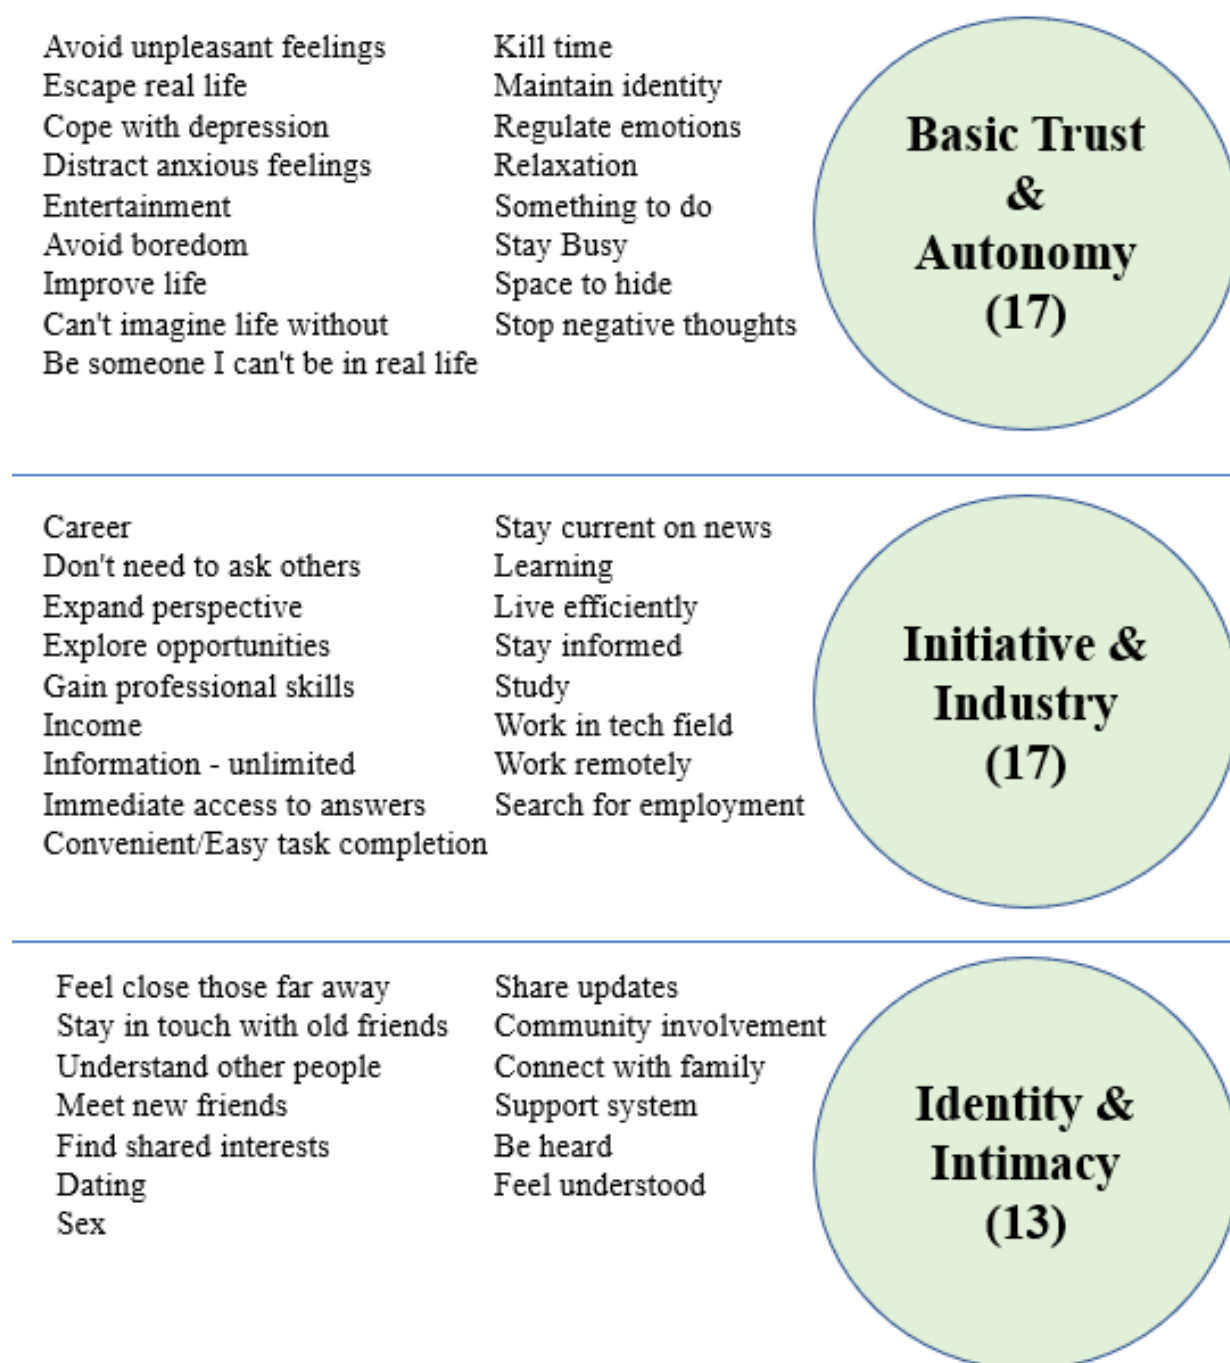 Avoid unpleasant feelings
Escape real life
Cope with depression
Distract anxious feelings
Entertainment
Avoid boredom
Improve life
Can't imagine life without
Be someone I can't be in real life
Kill time
Maintain identity
Regulate emotions
Relaxation
Something to do
Stay Busy
Space to hide
Stop negative thoughts
Basic Trust
&
Autonomy
(17)
Career
Don't need to ask others
Expand perspective
Explore opportunities
Gain professional skills
Income
Information - unlimited
Immediate access to answers
Convenient/Easy task completion
Stay current on news
Learning
Live efficiently
Stay informed
Study
Work in tech field
Work remotely
Search for employment
Initiative &
Industry
(17)
Feel close those far away
Stay in touch with old friends
Understand other people
Meet new friends
Find shared interests
Dating
Sex
Share updates
Community involvement
Connect with family
Support system
Be heard
Feel understood
Identity &
Intimacy
(13)